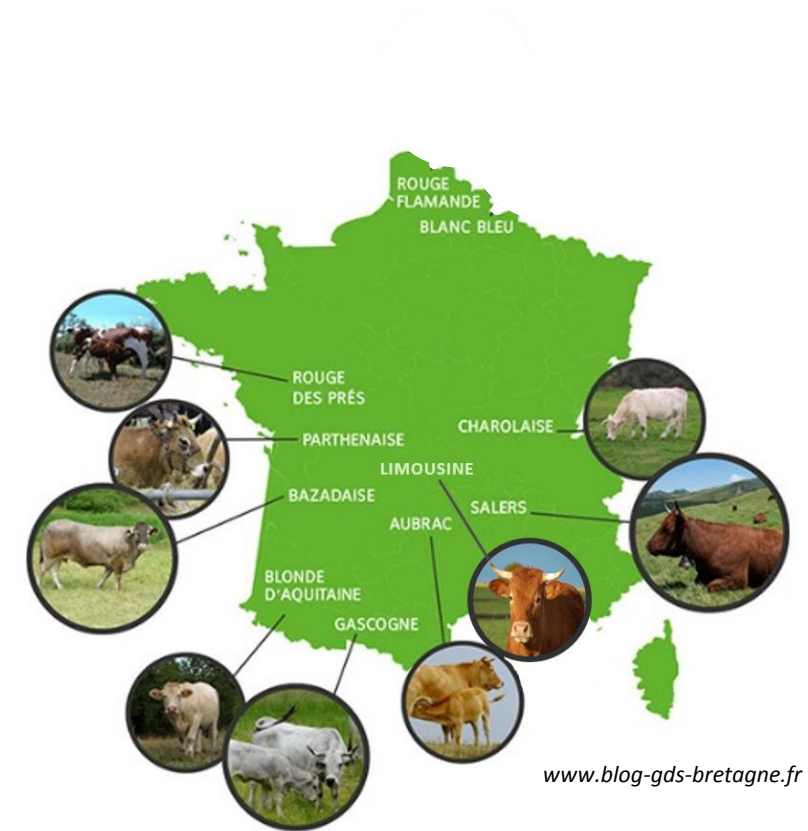 ROUGE
FLAMANDE
BLANC BLEU
ROUGE
DES PRÉS
PARTHENAISE
CHAROLAISE
LIMOUSINE
BAZADAISE
SALERS
AUBRAC
BLONDE
D'AQUITAINE
GASCOGNE
www.blog-gds-bretagne.fr